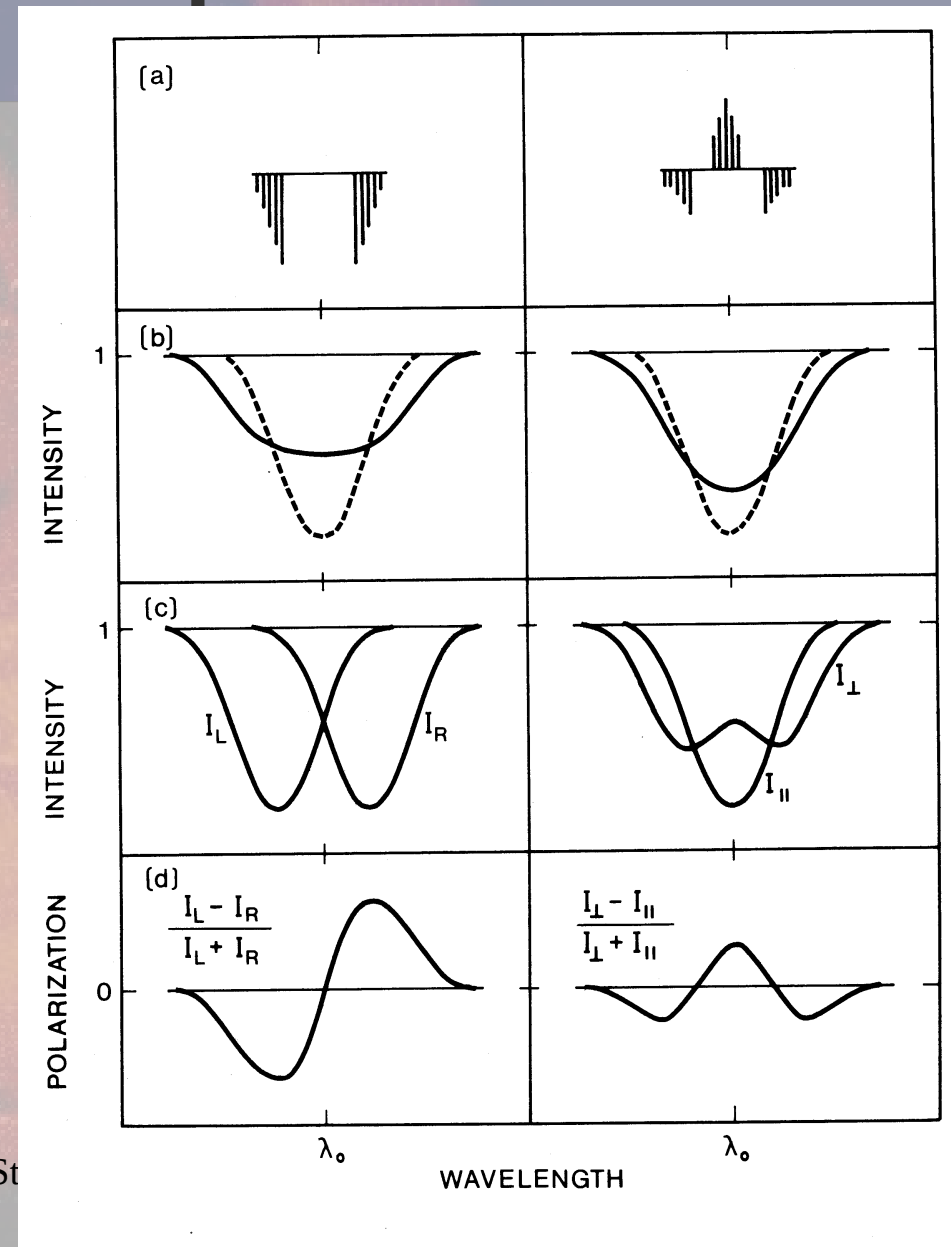 (a)
(b)
1
INTENSITY
(c)
1
I_L
I_R
I_⊥
I_||
INTENSITY
(d)
I_L - I_R
I_L + I_R
I_⊥ - I_||
I_⊥ + I_||
0
POLARIZATION
λ₀
λ₀
WAVELENGTH
St